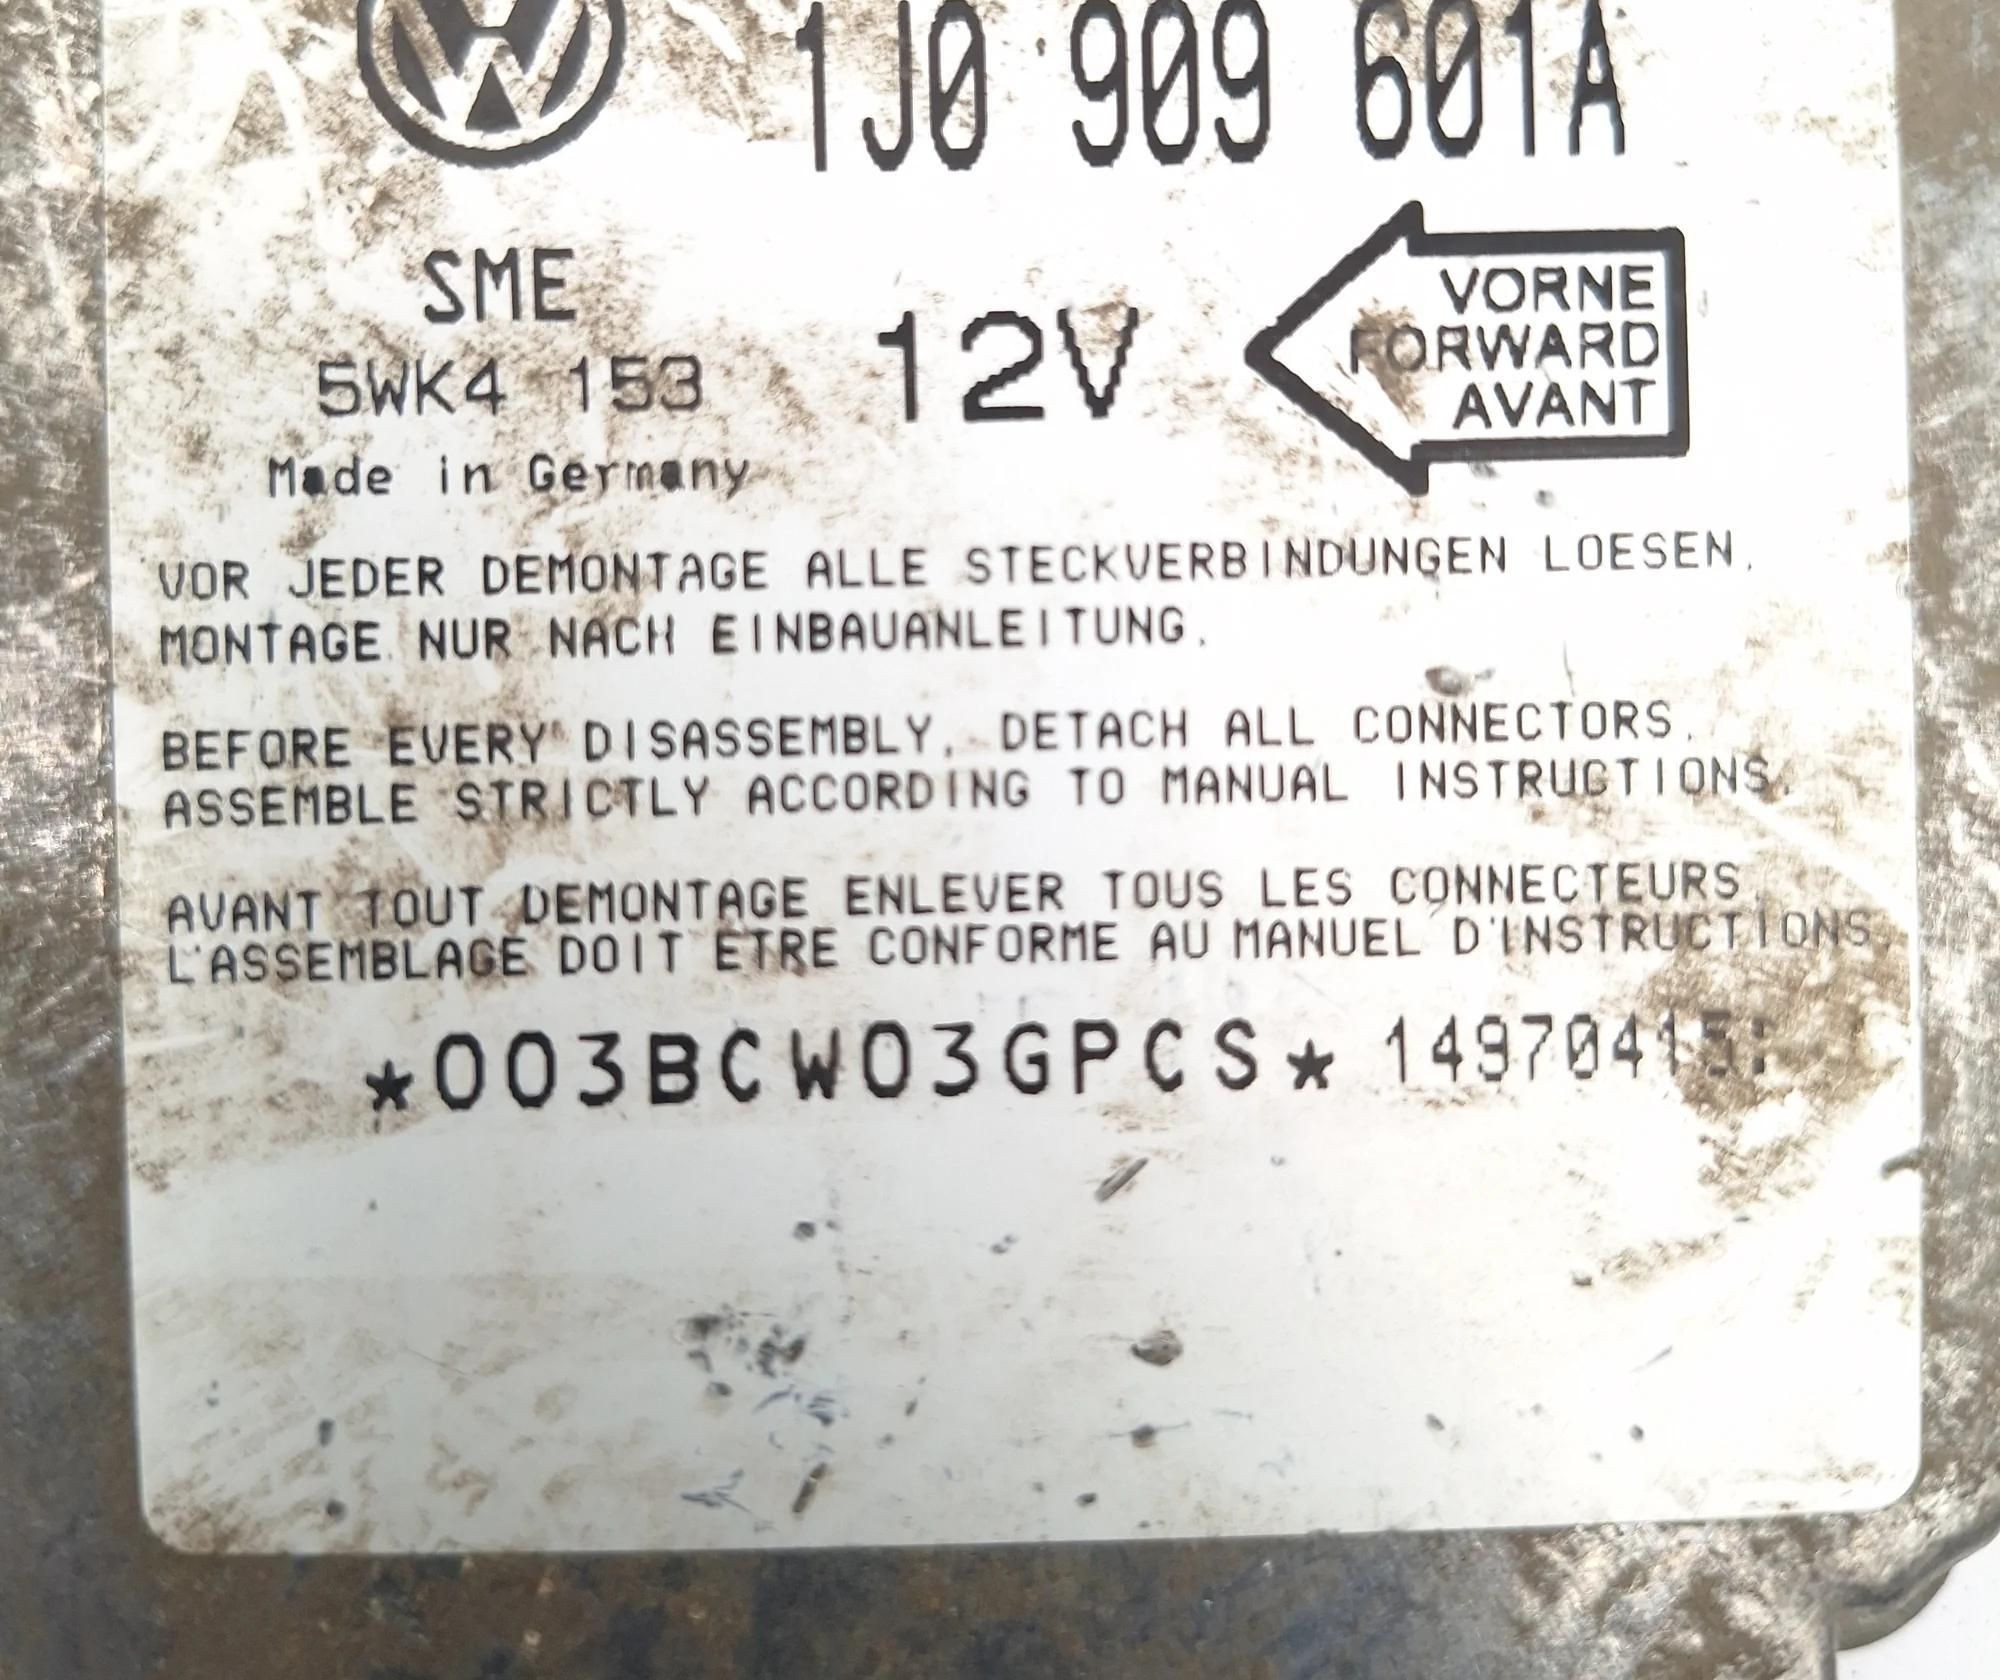 1J0 909 601A
SME
5WK4 153
Made in Germany
12V
VORNE
FORWARD
AVANT
VOR JEDER DEMONTAGE ALLE STECKVERBINDUNGEN LOESEN.
MONTAGE NUR NACH EINBAUANLEITUNG.
BEFORE EVERY DISASSEMBLY, DETACH ALL CONNECTORS.
ASSEMBLE STRICTLY ACCORDING TO MANUAL INSTRUCTIONS.
AVANT TOUT DEMONTAGE ENLEVER TOUS LES CONNECTEURS
L'ASSEMBLAGE DOIT ETRE CONFORME AU MANUEL D'INSTRUCTIONS.
*003BCW03GPCS*